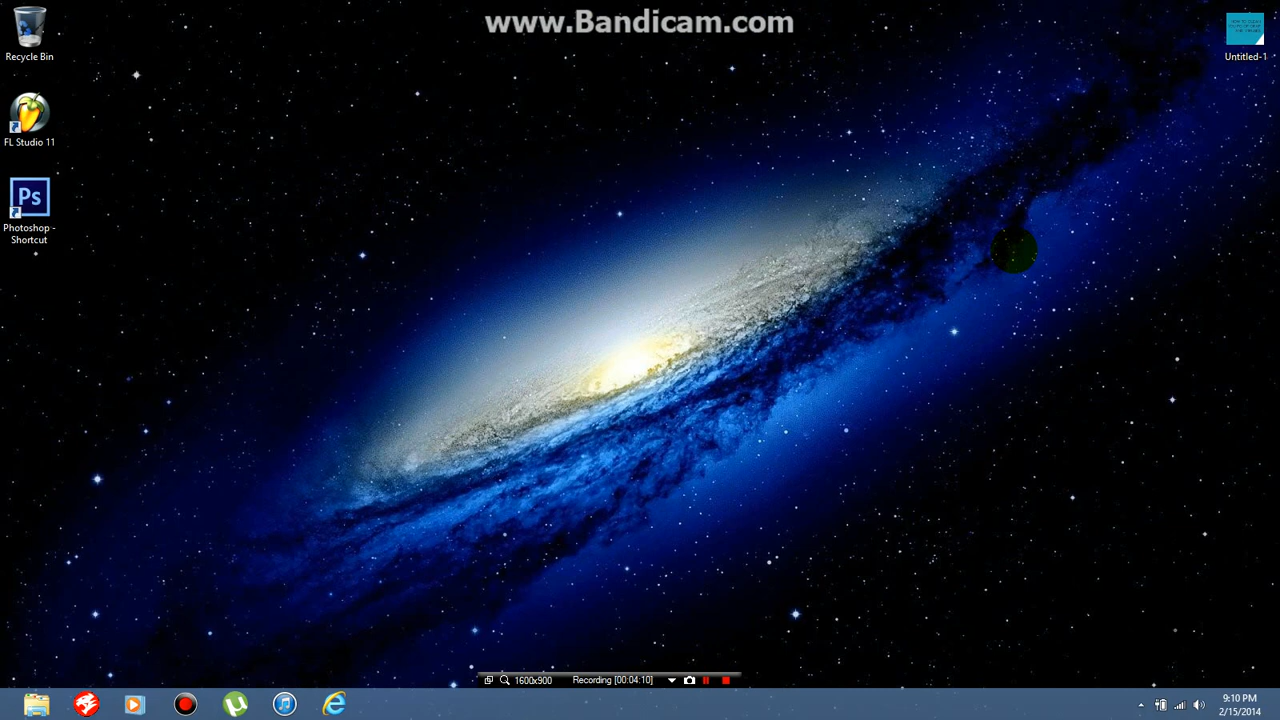 www.Bandicam.com
Recycle Bin
FL Studio 11
Ps
Photoshop -
Shortcut
Untitled-1
1600x900
Recording [00:04:10]
9:10 PM
2/15/2014